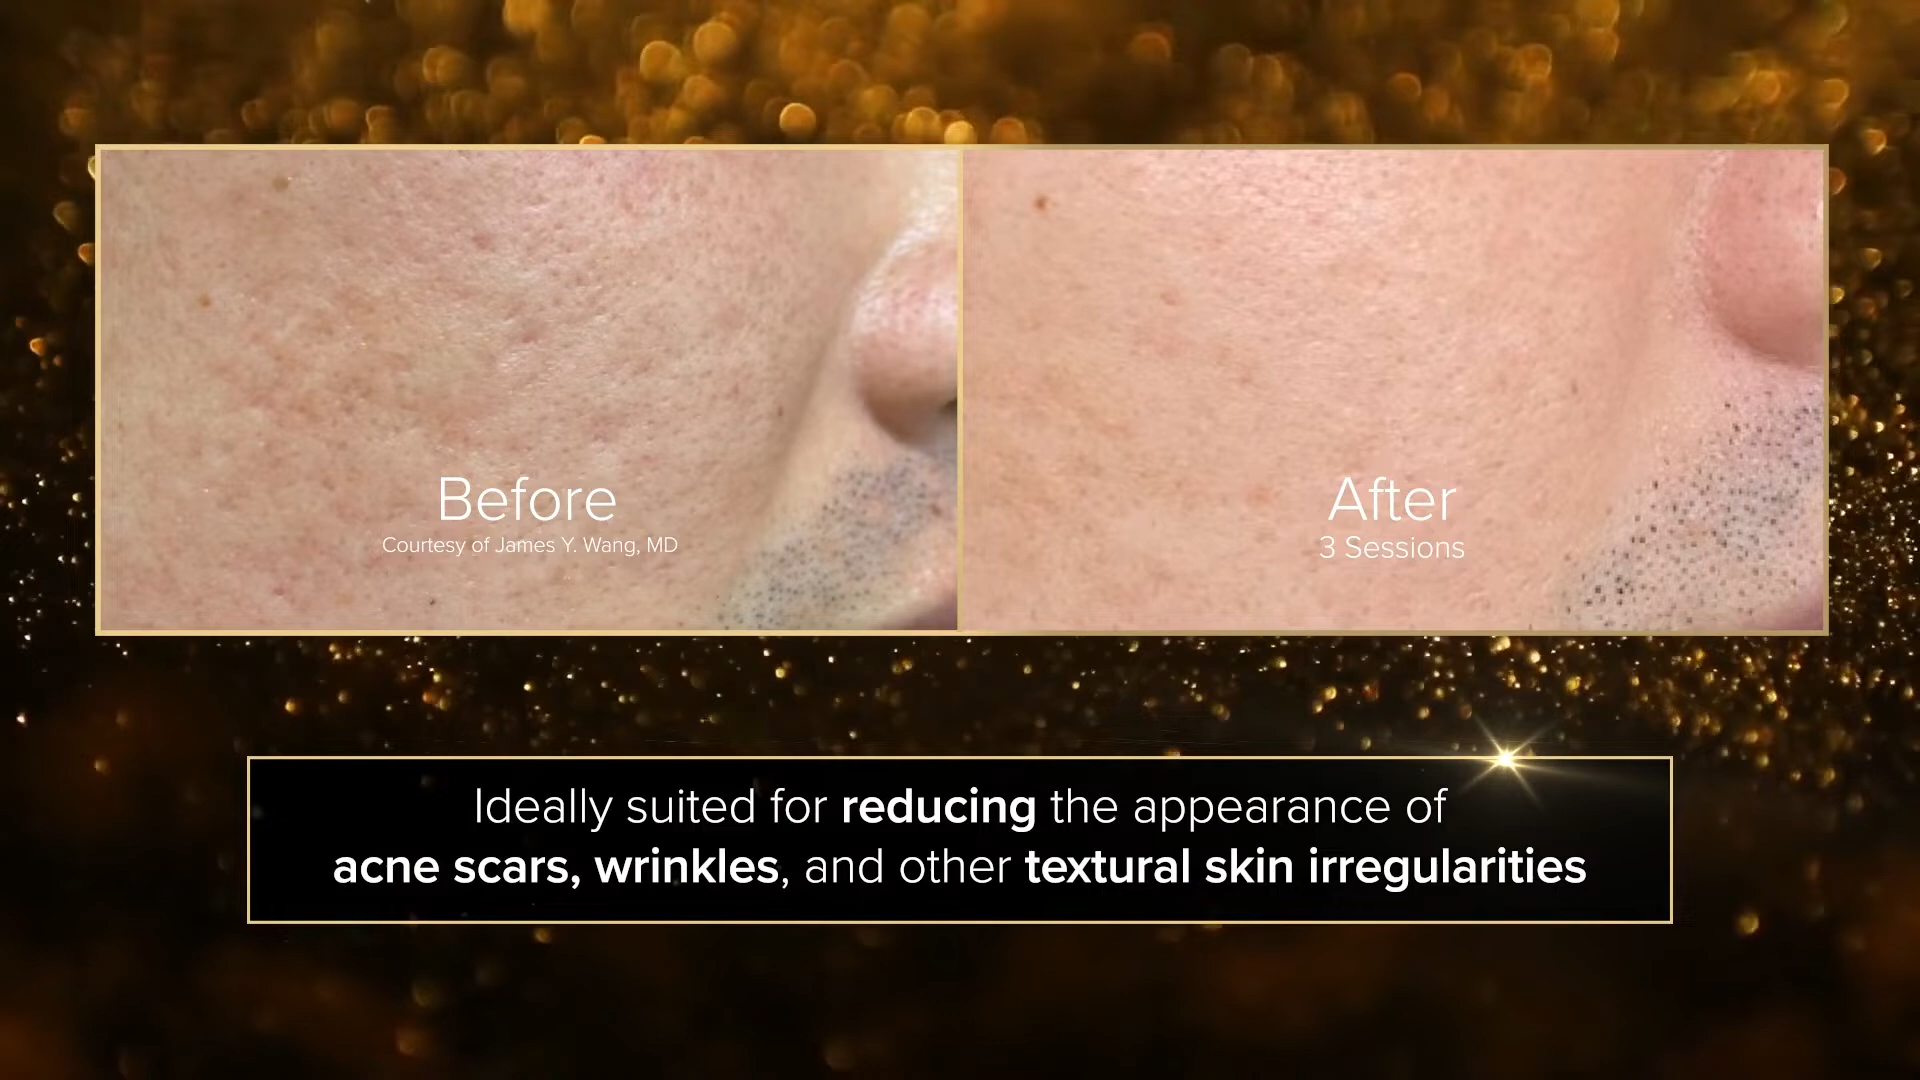 Before
Courtesy of James Y. Wang, MD
After
3 Sessions
Ideally suited for reducing the appearance of
acne scars, wrinkles, and other textural skin irregularities